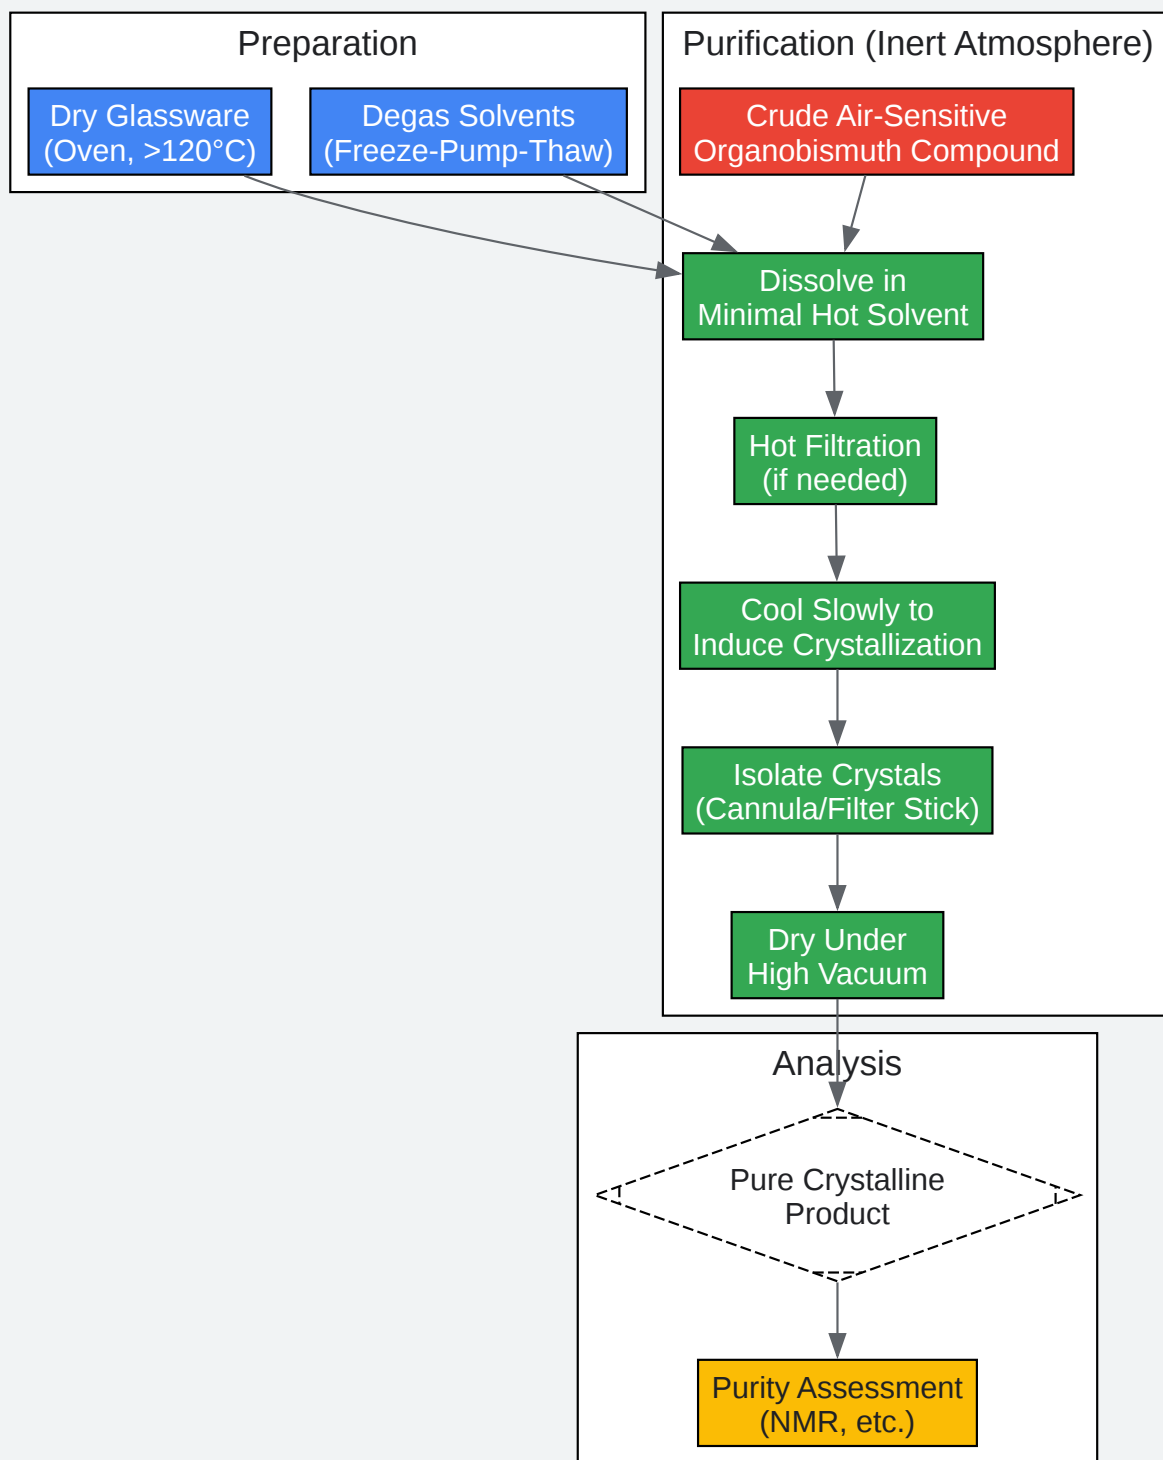 Preparation
Dry Glassware
(Oven, >120°C)
Degas Solvents
(Freeze-Pump-Thaw)
Purification (Inert Atmosphere)
Crude Air-Sensitive
Organobismuth Compound
Dissolve in
Minimal Hot Solvent
Hot Filtration
(if needed)
Cool Slowly to
Induce Crystallization
Isolate Crystals
(Cannula/Filter Stick)
Dry Under
High Vacuum
Analysis
Pure Crystalline
Product
Purity Assessment
(NMR, etc.)